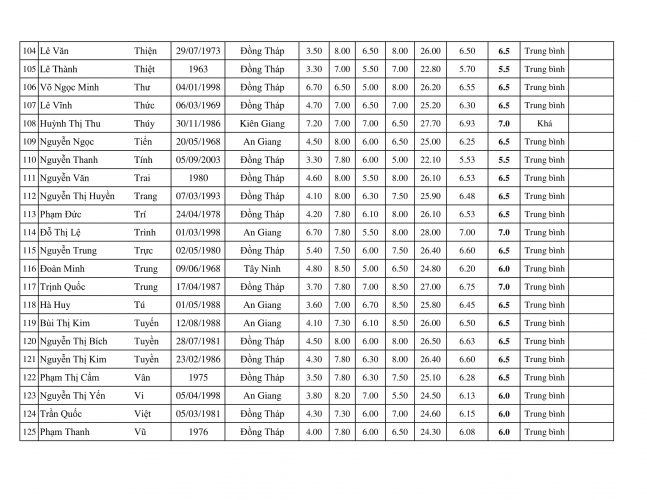 104 Lê Văn Thiện 29/07/1973 Đồng Tháp 3.50 8.00 6.50 8.00 26.00 6.50 6.5 Trung bình
105 Lê Thành Thiệt 1963 Đồng Tháp 3.30 7.00 5.50 7.00 22.80 5.70 5.5 Trung bình
106 Võ Ngọc Minh Thư 04/01/1998 Đồng Tháp 6.70 6.50 5.00 8.00 26.20 6.55 6.5 Trung bình
107 Lê Vĩnh Thức 06/03/1969 Đồng Tháp 4.70 7.00 6.50 7.00 25.20 6.30 6.5 Trung bình
108 Huỳnh Thị Thu Thúy 30/11/1986 Kiên Giang 7.20 7.00 7.00 6.50 27.70 6.93 7.0 Khá
109 Nguyễn Ngọc Tiến 20/05/1968 An Giang 4.50 8.00 6.00 6.50 25.00 6.25 6.5 Trung bình
110 Nguyễn Thanh Tính 05/09/2003 Đồng Tháp 3.30 7.80 6.00 5.00 22.10 5.53 5.5 Trung bình
111 Nguyễn Văn Trai 1980 Đồng Tháp 4.60 8.00 5.50 8.00 26.10 6.53 6.5 Trung bình
112 Nguyễn Thị Huyền Trang 07/03/1993 Đồng Tháp 4.10 8.00 6.30 7.50 25.90 6.48 6.5 Trung bình
113 Phạm Đức Trí 24/04/1978 Đồng Tháp 4.20 7.80 6.10 8.00 26.10 6.53 6.5 Trung bình
114 Đỗ Thị Lệ Trinh 01/03/1998 An Giang 6.70 7.80 5.50 8.00 28.00 7.00 7.0 Trung bình
115 Nguyễn Trung Trực 02/05/1980 Đồng Tháp 5.40 7.50 6.00 7.50 26.40 6.60 6.5 Trung bình
116 Đoàn Minh Trung 09/06/1968 Tây Ninh 4.80 8.50 5.00 6.50 24.80 6.20 6.0 Trung bình
117 Trịnh Quốc Trung 17/04/1987 Đồng Tháp 3.70 7.80 7.00 8.50 27.00 6.75 7.0 Trung bình
118 Hà Huy Tú 01/05/1988 An Giang 3.60 7.00 6.70 8.50 25.80 6.45 6.5 Trung bình
119 Bùi Thị Kim Tuyến 12/08/1988 An Giang 4.10 7.30 6.10 8.50 26.00 6.50 6.5 Trung bình
120 Nguyễn Thị Bích Tuyền 28/07/1981 Đồng Tháp 4.50 8.00 6.00 8.00 26.50 6.63 6.5 Trung bình
121 Nguyễn Thị Kim Tuyền 23/02/1986 Đồng Tháp 4.30 7.80 6.30 8.00 26.40 6.60 6.5 Trung bình
122 Phạm Thị Cẩm Vân 1975 Đồng Tháp 3.50 7.80 6.30 7.50 25.10 6.28 6.5 Trung bình
123 Nguyễn Thị Yến Vi 05/04/1998 An Giang 3.80 8.20 7.00 5.50 24.50 6.13 6.0 Trung bình
124 Trần Quốc Việt 05/03/1981 Đồng Tháp 4.30 7.30 6.00 7.00 24.60 6.15 6.0 Trung bình
125 Phạm Thanh Vũ 1976 Đồng Tháp 4.00 7.80 6.00 6.50 24.30 6.08 6.0 Trung bình